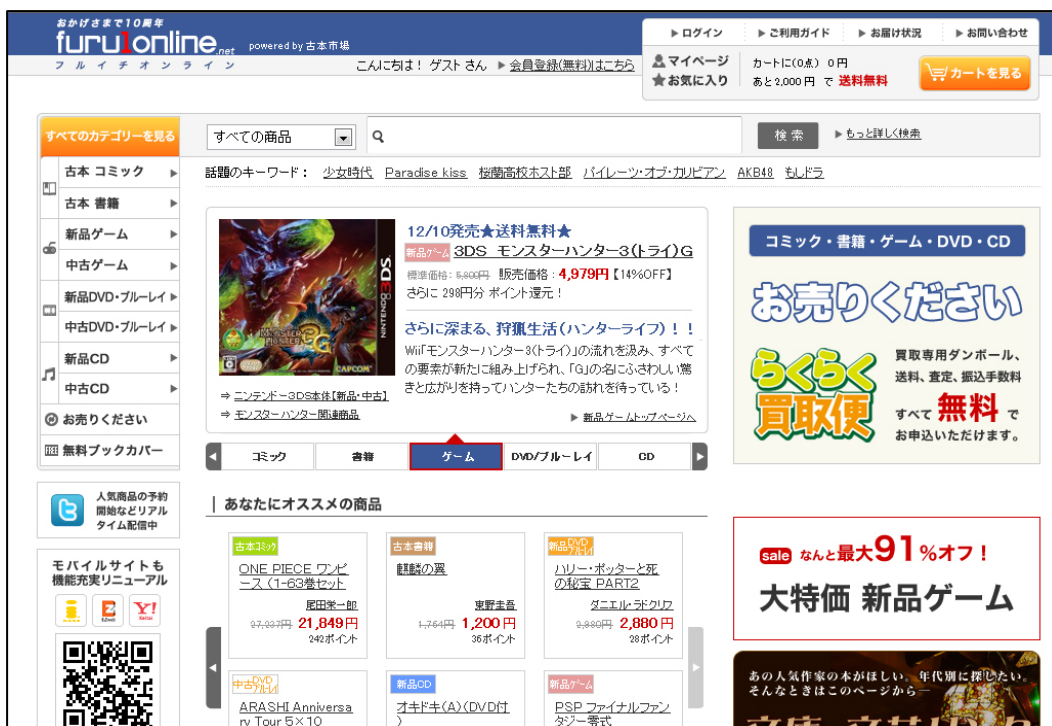 おかげさまで10周年
furu1online.net powered by 古本市場
フルイチオンライン
こんにちは！ ゲスト さん ▶ 会員登録(無料)はこちら
▶ ログイン ▶ ご利用ガイド ▶ お届け状況 ▶ お問い合わせ
マイページ カートに(0点) 0円
お気に入り あと2,000円 で 送料無料
カートを見る
すべてのカテゴリーを見る
すべての商品
検 索
▶ もっと詳しく検索
古本 コミック ▶
古本 書籍 ▶
新品ゲーム ▶
中古ゲーム ▶
新品DVD・ブルーレイ ▶
中古DVD・ブルーレイ ▶
新品CD ▶
中古CD ▶
お売りください
無料ブックカバー
話題のキーワード： 少女時代 Paradise kiss 桜蘭高校ホスト部 パイレーツ・オブ・カリビアン AKB48 もしドラ
NINTENDO 3DS
MONSTER HUNTER 3G
CAPCOM
12/10発売★送料無料★
新品ゲーム 3DS モンスターハンター3(トライ)G
標準価格： 5,800円 販売価格：4,979円【14%OFF】
さらに 298円分 ポイント還元！
さらに深まる、狩猟生活(ハンターライフ)！！
Wii「モンスターハンター3(トライ)」の流れを汲み、すべて
の要素が新たに組み上げられ、「G」の名にふさわしい驚
きと広がりを持ってハンターたちの訪れを待っている！
⇒ ニンテンドー3DS本体【新品・中古】
⇒ モンスターハンター関連商品
▶ 新品ゲームトップページへ
コミック 書籍 ゲーム DVD/ブルーレイ CD
コミック・書籍・ゲーム・DVD・CD
お売りください
らくらく
買取便
買取専用ダンボール、
送料、査定、振込手数料
すべて 無料 で
お申込いただけます。
人気商品の予約
開始などリアル
タイム配信中
モバイルサイトも
機能充実リニューアル
あなたにオススメの商品
古本コミック
ONE PIECE ワンピ
ース (1-63巻セット
尾田栄一郎
27,237円 21,849円
242ポイント
古本書籍
麒麟の翼
東野圭吾
1,764円 1,200円
36ポイント
新品DVDブルーレイ
ハリー・ポッターと死
の秘宝 PART2
ダニエル・ラドクリフ
2,980円 2,880円
28ポイント
中古DVDブルーレイ
ARASHI Anniversa
ry Tour 5×10
新品CD
オキドキ(A)(DVD付
)
新品ゲーム
PSP ファイナルファン
タジー零式
sale なんと最大91%オフ！
大特価 新品ゲーム
あの人気作家の本がほしい。年代別に探したい。
そんなときはこのページから―